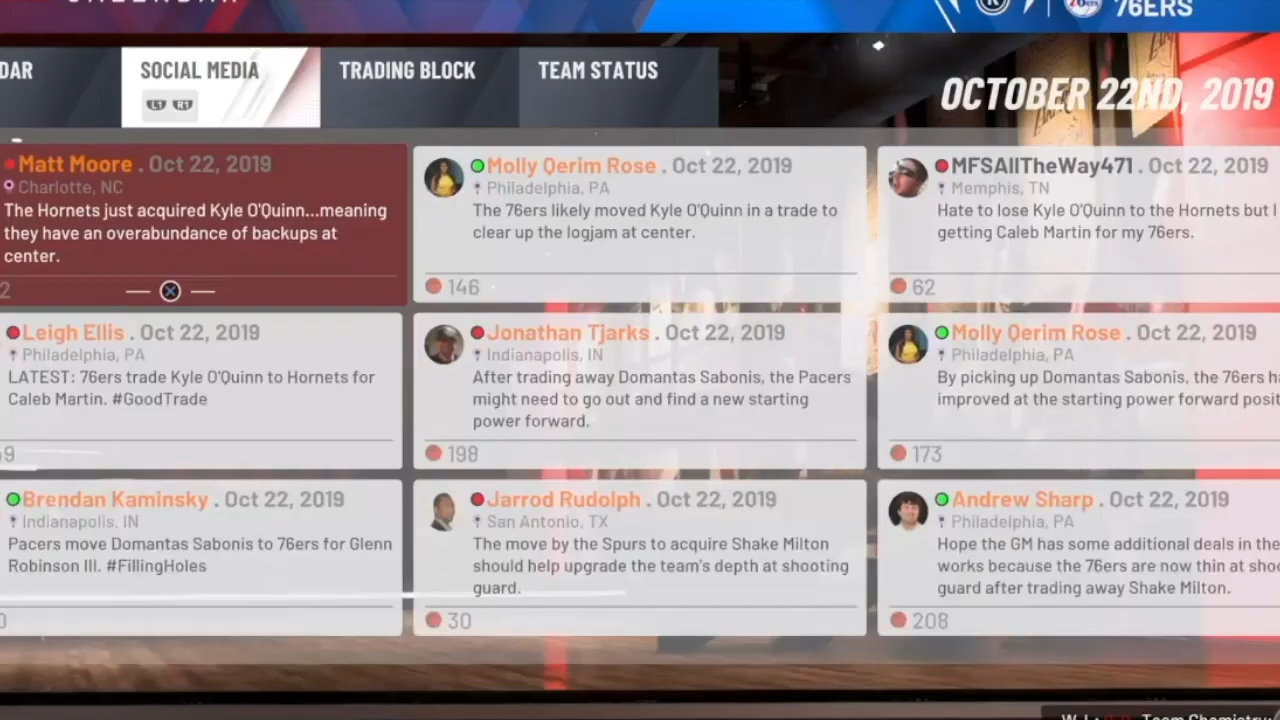 76ERS
DAR
SOCIAL MEDIA
L1 R1
TRADING BLOCK
TEAM STATUS
OCTOBER 22ND, 2019
Matt Moore . Oct 22, 2019
Charlotte, NC
The Hornets just acquired Kyle O'Quinn...meaning
they have an overabundance of backups at
center.
2
Molly Qerim Rose . Oct 22, 2019
Philadelphia, PA
The 76ers likely moved Kyle O'Quinn in a trade to
clear up the logjam at center.
146
MFSAllTheWay471 . Oct 22, 2019
Memphis, TN
Hate to lose Kyle O'Quinn to the Hornets but I
getting Caleb Martin for my 76ers.
62
Leigh Ellis . Oct 22, 2019
Philadelphia, PA
LATEST: 76ers trade Kyle O'Quinn to Hornets for
Caleb Martin. #GoodTrade
9
Jonathan Tjarks . Oct 22, 2019
Indianapolis, IN
After trading away Domantas Sabonis, the Pacers
might need to go out and find a new starting
power forward.
198
Molly Qerim Rose . Oct 22, 2019
Philadelphia, PA
By picking up Domantas Sabonis, the 76ers ha
improved at the starting power forward posit
173
Brendan Kaminsky . Oct 22, 2019
Indianapolis, IN
Pacers move Domantas Sabonis to 76ers for Glenn
Robinson III. #FillingHoles
0
Jarrod Rudolph . Oct 22, 2019
San Antonio, TX
The move by the Spurs to acquire Shake Milton
should help upgrade the team's depth at shooting
guard.
30
Andrew Sharp . Oct 22, 2019
Philadelphia, PA
Hope the GM has some additional deals in the
works because the 76ers are now thin at shoo
guard after trading away Shake Milton.
208
Team Chemistry